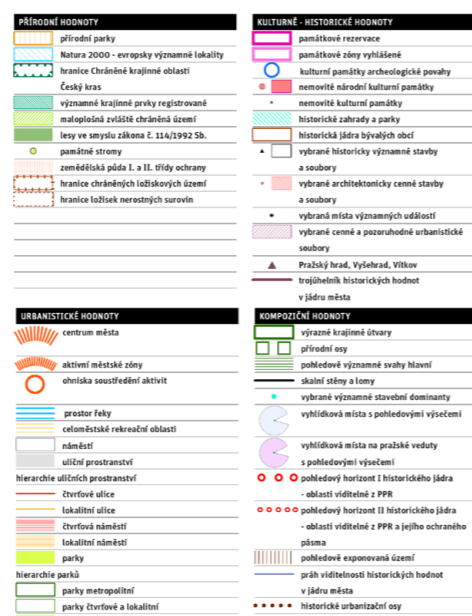 PŘÍRODNÍ HODNOTY
přírodní parky
Natura 2000 - evropsky významné lokality
hranice Chráněné krajinné oblasti
Český kras
významné krajinné prvky registrované
maloplošná zvláště chráněná území
lesy ve smyslu zákona č. 114/1992 Sb.
památné stromy
zemědělská půda I. a II. třídy ochrany
hranice chráněných ložiskových území
hranice ložisek nerostných surovin
KULTURNĚ - HISTORICKÉ HODNOTY
památkové rezervace
památkové zóny vyhlášené
kulturní památky archeologické povahy
nemovité národní kulturní památky
nemovité kulturní památky
historické zahrady a parky
historická jádra bývalých obcí
vybrané historicky významné stavby
a soubory
vybrané architektonicky cenné stavby
a soubory
vybraná místa významných událostí
vybrané cenné a pozoruhodné urbanistické
soubory
Pražský hrad, Vyšehrad, Vítkov
trojúhelník historických hodnot
v jádru města
URBANISTICKÉ HODNOTY
centrum města
aktivní městské zóny
ohniska soustředění aktivit
prostor řeky
celoměstské rekreační oblasti
náměstí
uliční prostranství
hierarchie uličních prostranství
čtvrťové ulice
lokalitní ulice
čtvrťová náměstí
lokalitní náměstí
parky
hierarchie parků
parky metropolitní
parky čtvrťové a lokalitní
KOMPOZIČNÍ HODNOTY
výrazné krajinné útvary
přírodní osy
pohledově významné svahy hlavní
skalní stěny a lomy
vybrané významné stavební dominanty
vyhlídková místa s pohledovými výsečemi
vyhlídková místa na pražské veduty
s pohledovými výsečemi
pohledový horizont I historického jádra
- oblasti viditelné z PPR
pohledový horizont II historického jádra
- oblasti viditelné z PPR a jejího ochraného
pásma
pohledově exponovaná území
práh viditelnosti historických hodnot
v jádru města
historické urbanizační osy